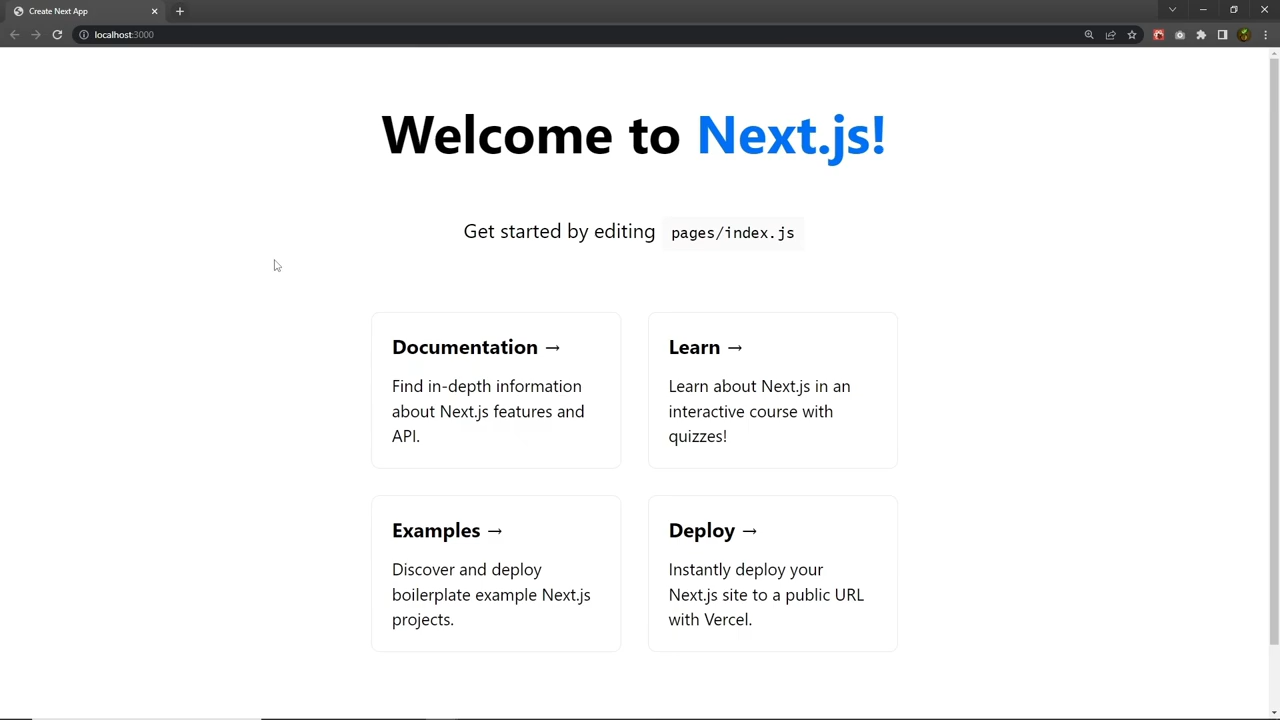 Create Next App
localhost:3000
Welcome to Next.js!
Get started by editing pages/index.js
Documentation →
Find in-depth information
about Next.js features and
API.
Learn →
Learn about Next.js in an
interactive course with
quizzes!
Examples →
Discover and deploy
boilerplate example Next.js
projects.
Deploy →
Instantly deploy your
Next.js site to a public URL
with Vercel.